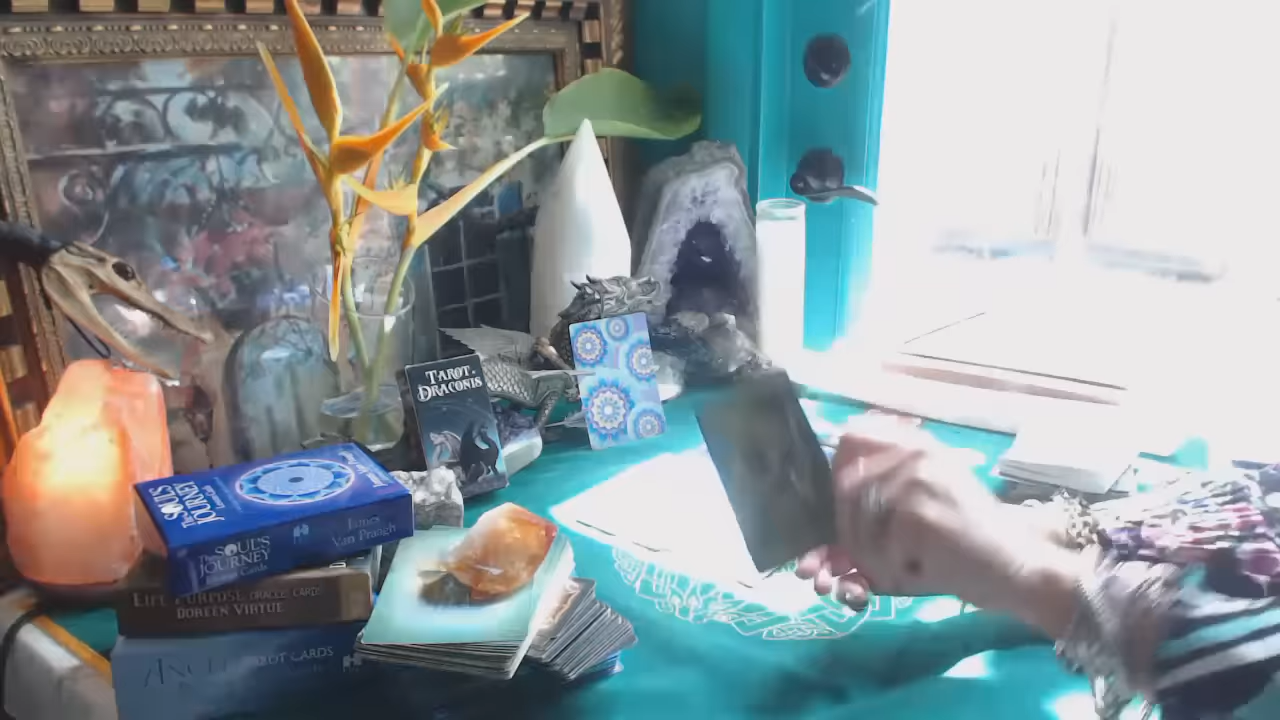 TAROT
DRACONIS
The
SOUL'S
JOURNEY
James
Van Praagh
The SOUL'S
JOURNEY
LIFE PURPOSE ORACLE CARDS
DOREEN VIRTUE
ANGEL TAROT CARDS